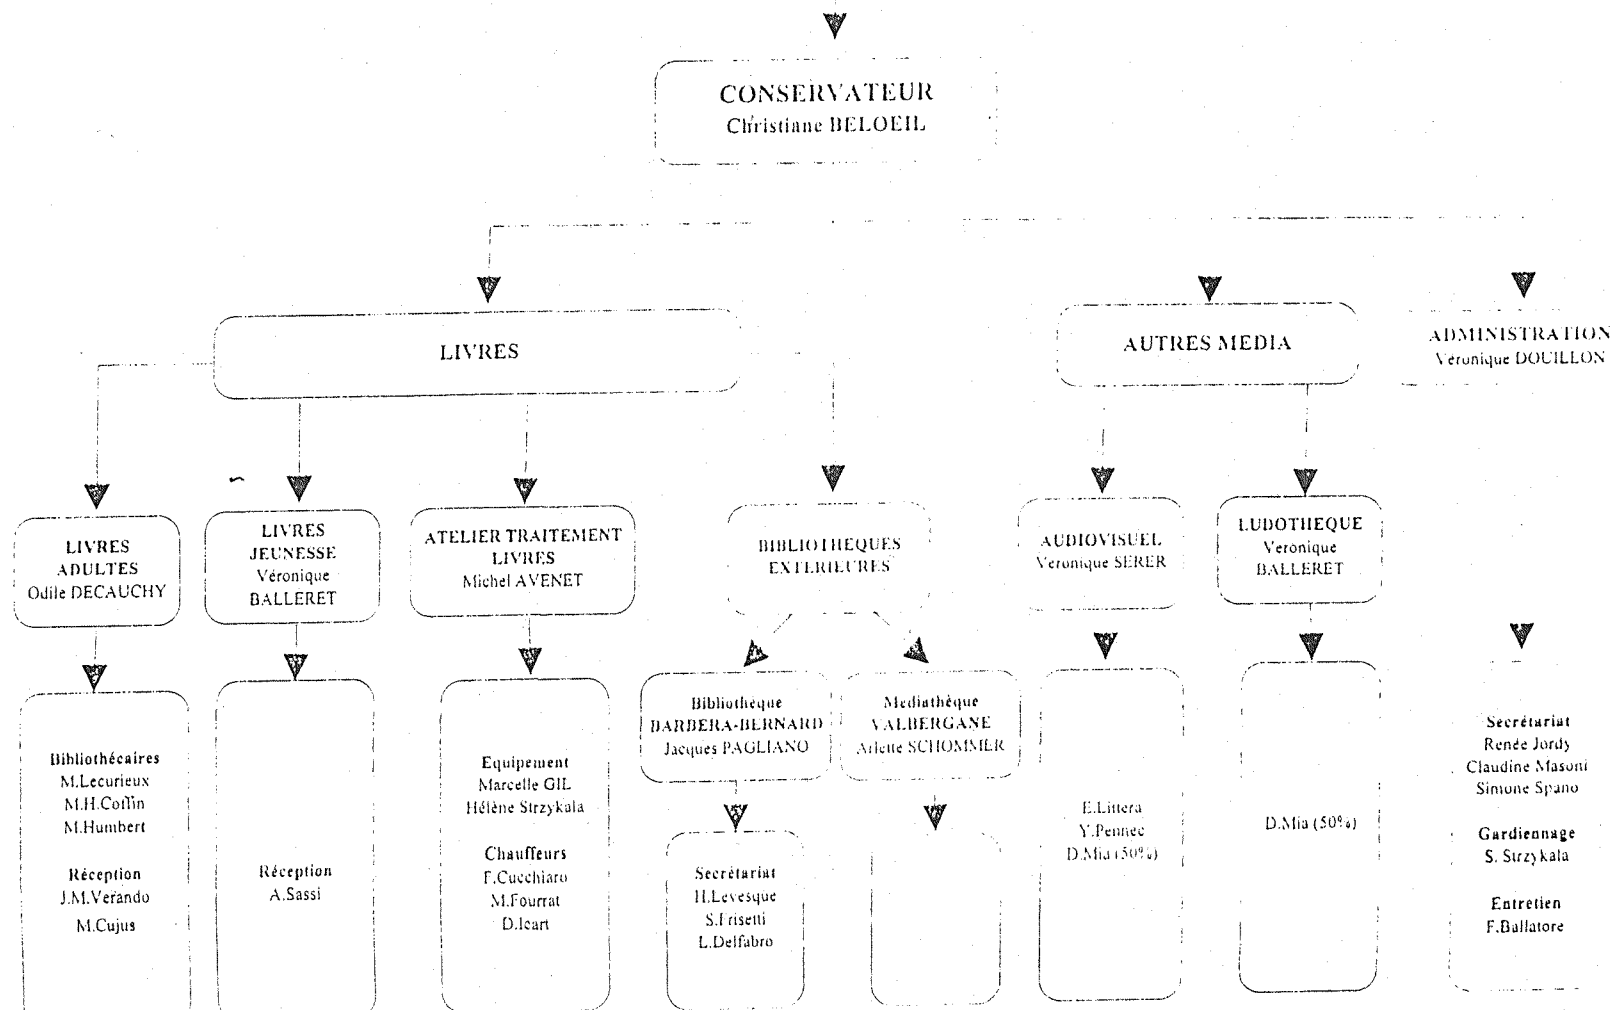 CONSERVATEUR
Christiane BELOEIL
LIVRES
AUTRES MEDIA
ADMINISTRATION
Véronique DOUILLON
LIVRES
ADULTES
Odile DECAUCHY
LIVRES
JEUNESSE
Véronique
BALLERET
ATELIER TRAITEMENT
LIVRES
Michel AVENET
BIBLIOTHEQUES
EXTERIEURES
AUDIOVISUEL
Véronique SERER
LUDOTHEQUE
Veronique
BALLERET
Bibliothécaires
M.Lecurieux
M.H.Coffin
M.Humbert
Réception
J.M.Verando
M.Cujus
Réception
A.Sassi
Equipement
Marcelle GIL
Hélène Strzykala
Chauffeurs
F.Cucchiaro
M.Fourrat
D.Icart
Bibliothèque
BARBERA-BERNARD
Jacques PAGLIANO
Secrétariat
H.Levesque
S.Frisetti
L.Delfabro
Mediathèque
VALBERGANE
Arlette SCHOMMER
E.Littera
Y.Pennec
D.Mia (50%)
D.Mia (50%)
Secrétariat
Renée Jordy
Claudine Masoni
Simone Spano
Gardiennage
S. Strzykala
Entretien
F.Ballatore